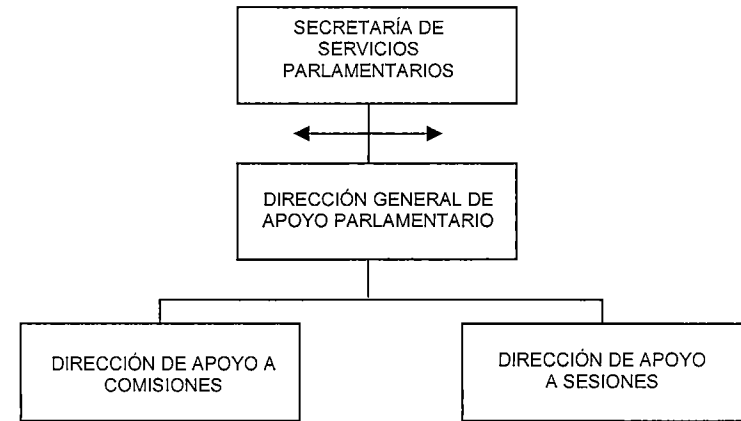 SECRETARÍA DE
SERVICIOS
PARLAMENTARIOS
DIRECCIÓN GENERAL DE
APOYO PARLAMENTARIO
DIRECCIÓN DE APOYO A
COMISIONES
DIRECCIÓN DE APOYO
A SESIONES